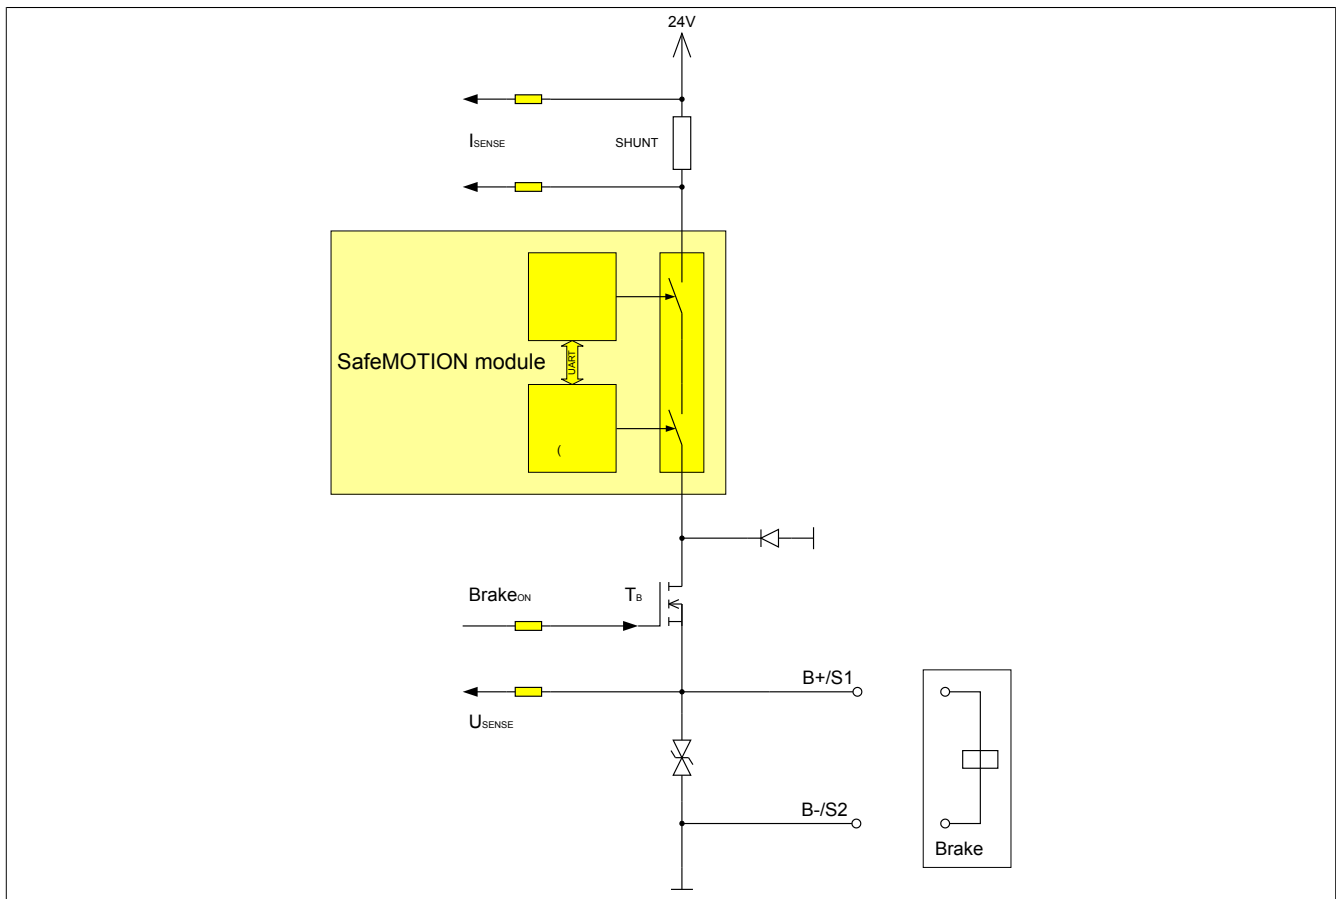 24V
ISENSE
SHUNT
SafeMOTION module
UART
(
BrakeON
TB
B+/S1
USENSE
B-/S2
Brake